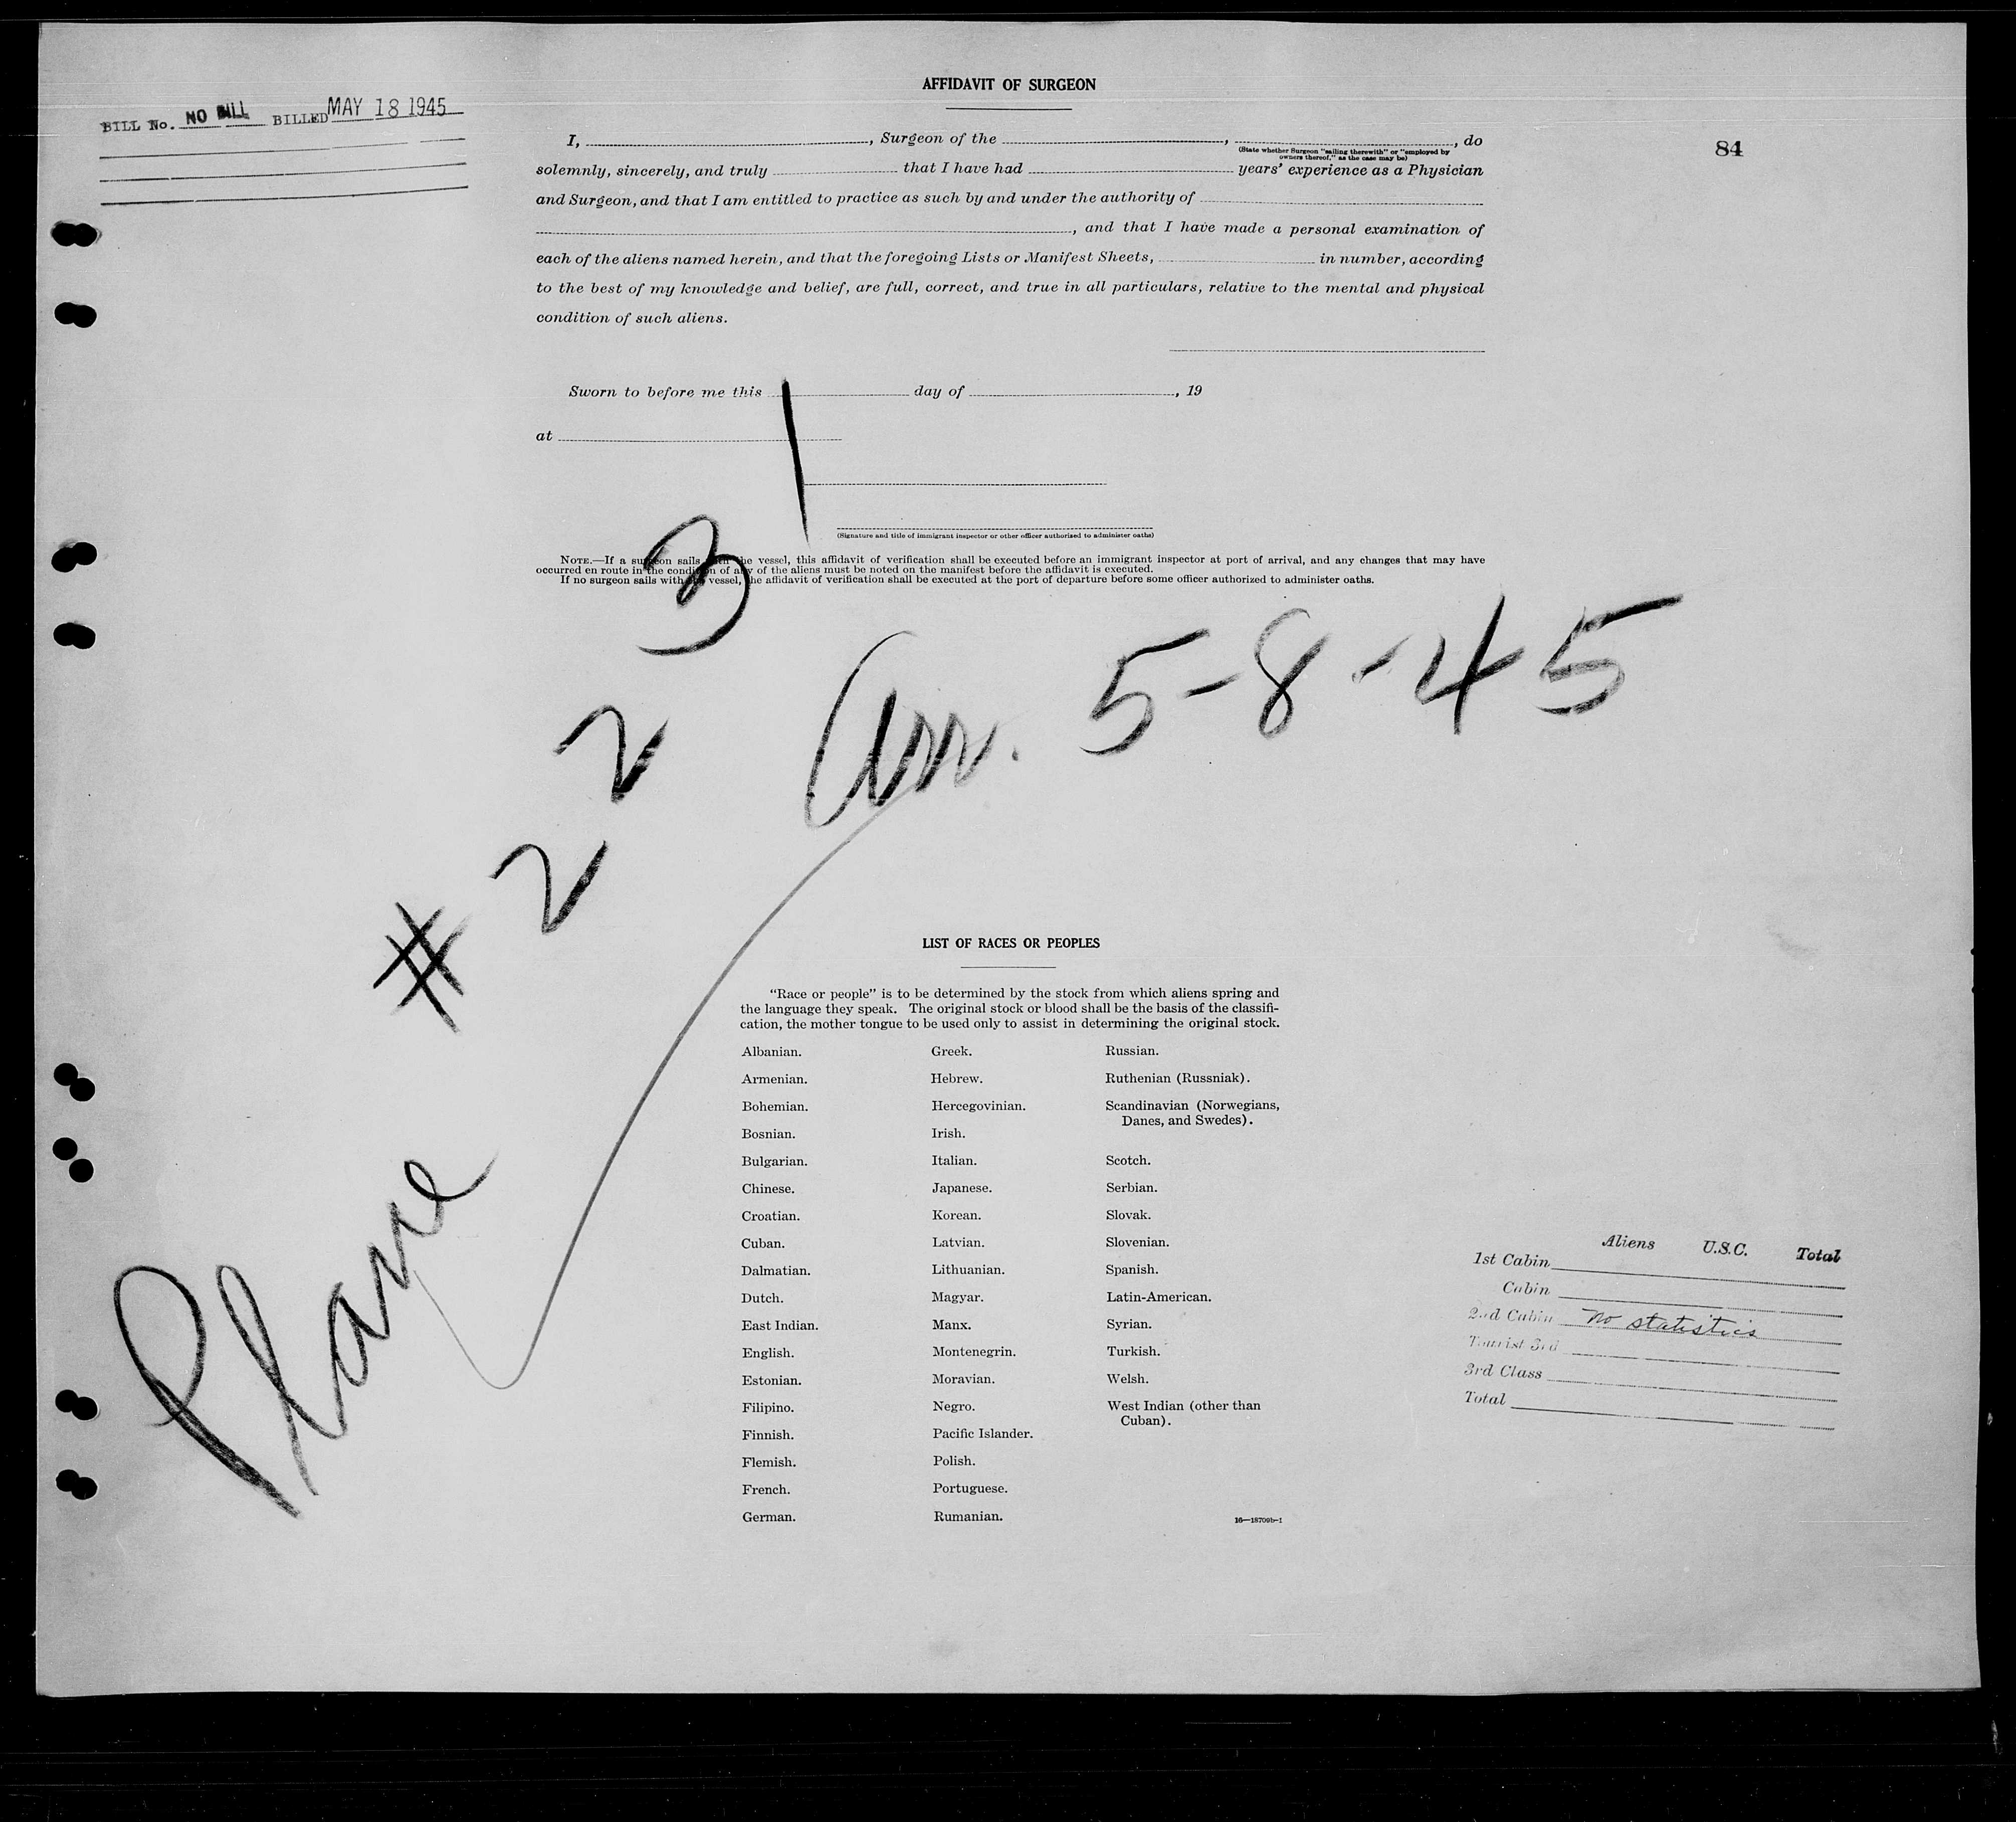 AFFIDAVIT OF SURGEON
BILL No. NO BILL BILLED MAY 18 1945
84
I, , Surgeon of the , , do
(State whether Surgeon "sailing therewith" or "employed by
owners thereof," as the case may be)
solemnly, sincerely, and truly that I have had years' experience as a Physician
and Surgeon, and that I am entitled to practice as such by and under the authority of
, and that I have made a personal examination of
each of the aliens named herein, and that the foregoing Lists or Manifest Sheets, in number, according
to the best of my knowledge and belief, are full, correct, and true in all particulars, relative to the mental and physical
condition of such aliens.
Sworn to before me this day of , 19
at
(Signature and title of immigrant inspector or other officer authorized to administer oaths)
NOTE.—If a surgeon sails with the vessel, this affidavit of verification shall be executed before an immigrant inspector at port of arrival, and any changes that may have
occurred en route in the condition of any of the aliens must be noted on the manifest before the affidavit is executed.
If no surgeon sails with the vessel, the affidavit of verification shall be executed at the port of departure before some officer authorized to administer oaths.
Plane # 2231
Arr. 5-8-45
LIST OF RACES OR PEOPLES
"Race or people" is to be determined by the stock from which aliens spring and
the language they speak. The original stock or blood shall be the basis of the classifi-
cation, the mother tongue to be used only to assist in determining the original stock.
Albanian.
Armenian.
Bohemian.
Bosnian.
Bulgarian.
Chinese.
Croatian.
Cuban.
Dalmatian.
Dutch.
East Indian.
English.
Estonian.
Filipino.
Finnish.
Flemish.
French.
German.
Greek.
Hebrew.
Hercegovinian.
Irish.
Italian.
Japanese.
Korean.
Latvian.
Lithuanian.
Magyar.
Manx.
Montenegrin.
Moravian.
Negro.
Pacific Islander.
Polish.
Portuguese.
Rumanian.
Russian.
Ruthenian (Russniak).
Scandinavian (Norwegians,
Danes, and Swedes).
Scotch.
Serbian.
Slovak.
Slovenian.
Spanish.
Latin-American.
Syrian.
Turkish.
Welsh.
West Indian (other than
Cuban).
16—18709b-1
Aliens U.S.C. Total
1st Cabin
Cabin
2nd Cabin No statistics
Tourist 3rd
3rd Class
Total